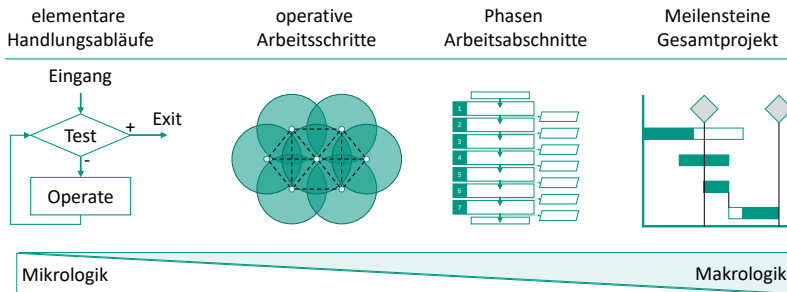 elementare
Handlungsabläufe
operative
Arbeitsschritte
Phasen
Arbeitsabschnitte
Meilensteine
Gesamtprojekt
Eingang
Test
+
Exit
-
Operate
1
2
3
4
5
6
7
Mikrologik
Makrologik